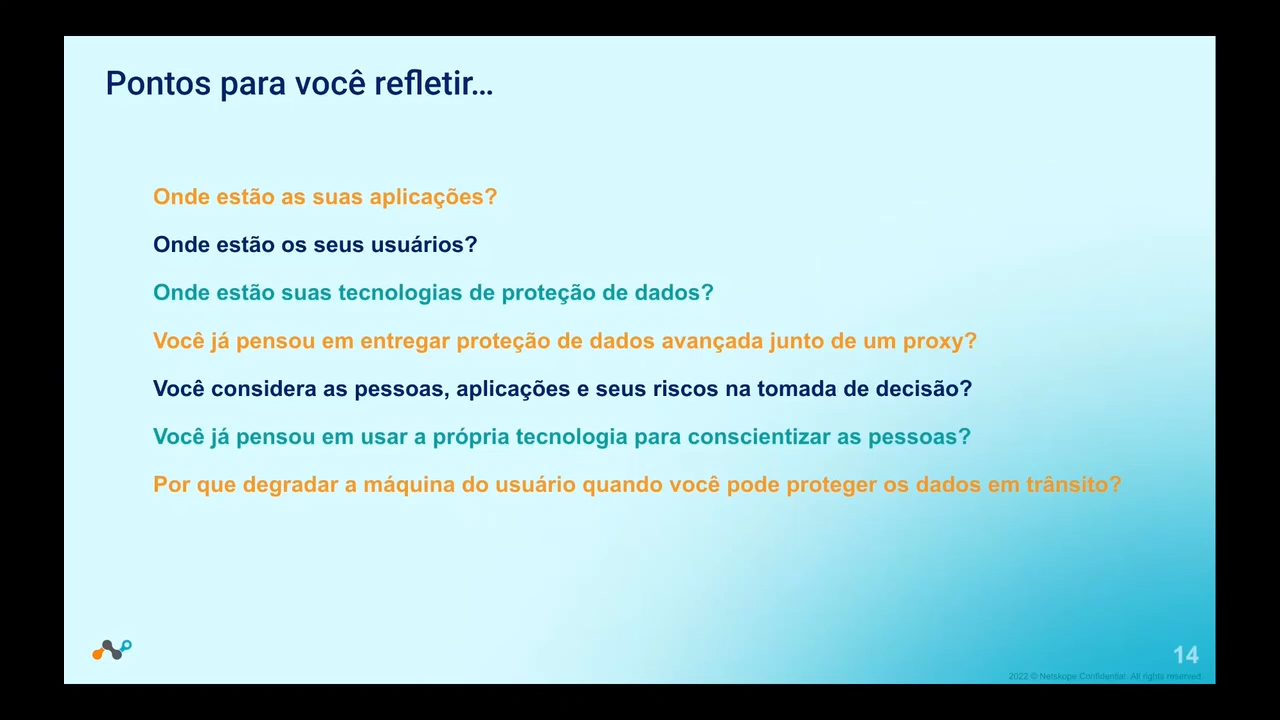 Pontos para você refletir...
Onde estão as suas aplicações?
Onde estão os seus usuários?
Onde estão suas tecnologias de proteção de dados?
Você já pensou em entregar proteção de dados avançada junto de um proxy?
Você considera as pessoas, aplicações e seus riscos na tomada de decisão?
Você já pensou em usar a própria tecnologia para conscientizar as pessoas?
Por que degradar a máquina do usuário quando você pode proteger os dados em trânsito?
14
2022 © Netskope Confidential. All rights reserved